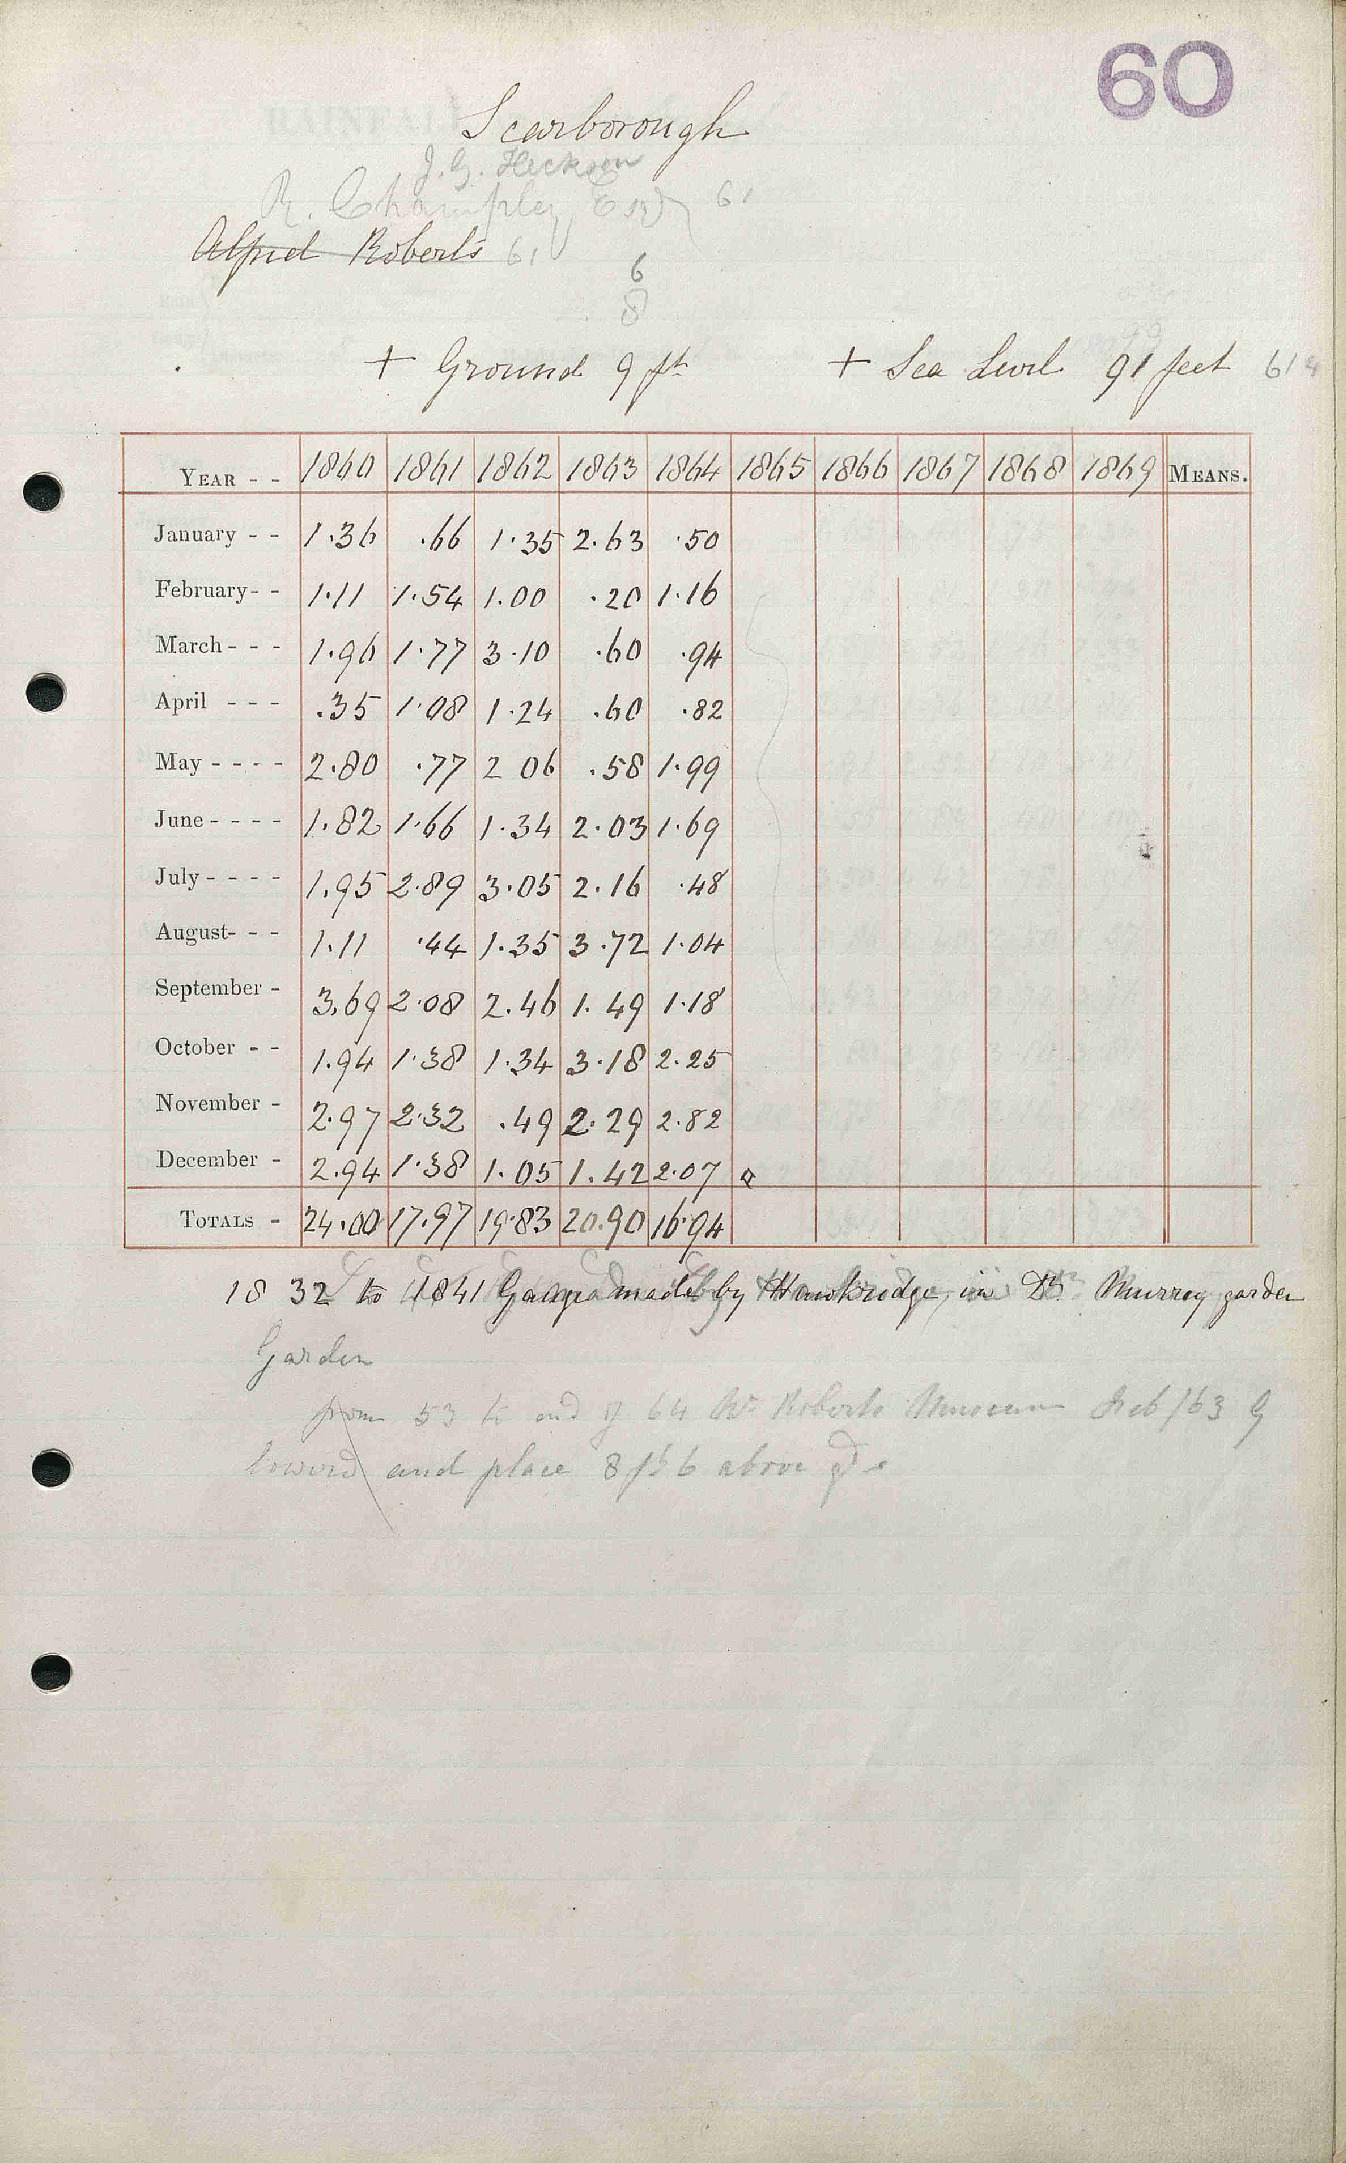 60
Scarborough
J. G.
R. Champley Esq 61
Alfred Roberts 61
6
8
+ Ground 9 ft + Sea Level 91 feet 61
YEAR - - 1860 1861 1862 1863 1864 1865 1866 1867 1868 1869 MEANS.
January - - 1.36 .66 1.35 2.63 .50
February - - 1.11 1.54 1.00 .20 1.16
March - - - 1.96 1.77 3.10 .60 .94
April - - - .35 1.08 1.24 .60 .82
May - - - - 2.80 .77 2 06 .58 1.99
June - - - - 1.82 1.66 1.34 2.03 1.69
July - - - - 1.95 2.89 3.05 2.16 .48
August- - - 1.11 .44 1.35 3.72 1.04
September - 3.69 2.08 2.46 1.49 1.18
October - - 1.94 1.38 1.34 3.18 2.25
November - 2.97 2.32 .49 2.29 2.82
December - 2.94 1.38 1.05 1.42 2.07 a
TOTALS - 24.00 17.97 19.83 20.90 16.94
1832 to 1841 Gauge made by Hawkridge, in Dr. Murray garden
Garden
from 53 to end of 64 Mr Roberts Museum Feb/63 G
lowered and place 8 ft 6 above gd